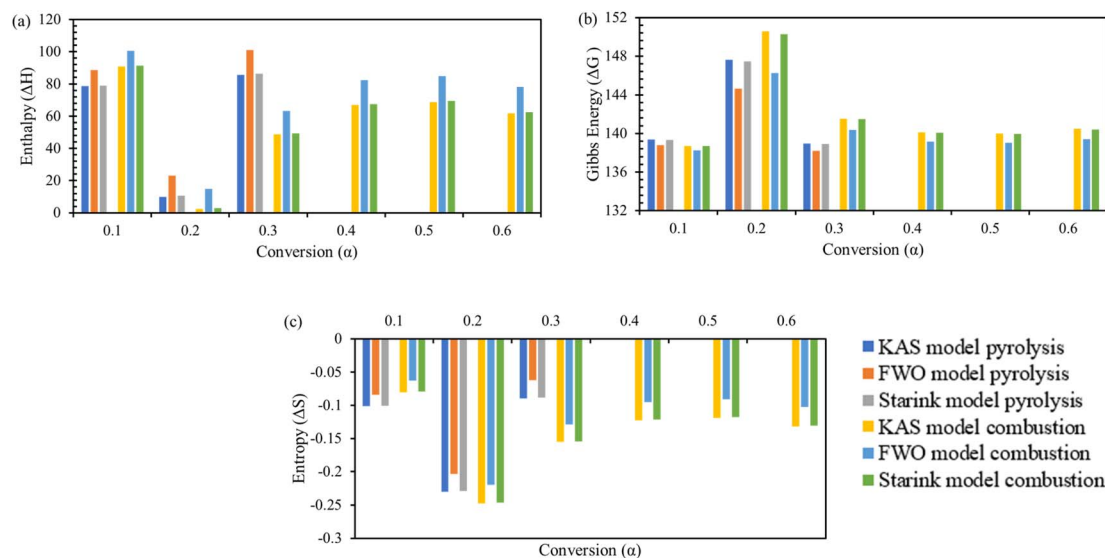 (a)
120
100
80
60
40
20
0
Enthalpy (ΔH)
0.1 0.2 0.3 0.4 0.5 0.6
Conversion (α)
(b)
152
148
144
140
136
132
Gibbs Energy (ΔG
0.1 0.2 0.3 0.4 0.5 0.6
Conversion (α)
(c)
0.1 0.2 0.3 0.4 0.5 0.6
0
-0.05
-0.1
-0.15
-0.2
-0.25
-0.3
Entropy (ΔS)
Conversion (α)
KAS model pyrolysis
FWO model pyrolysis
Starink model pyrolysis
KAS model combustion
FWO model combustion
Starink model combustion